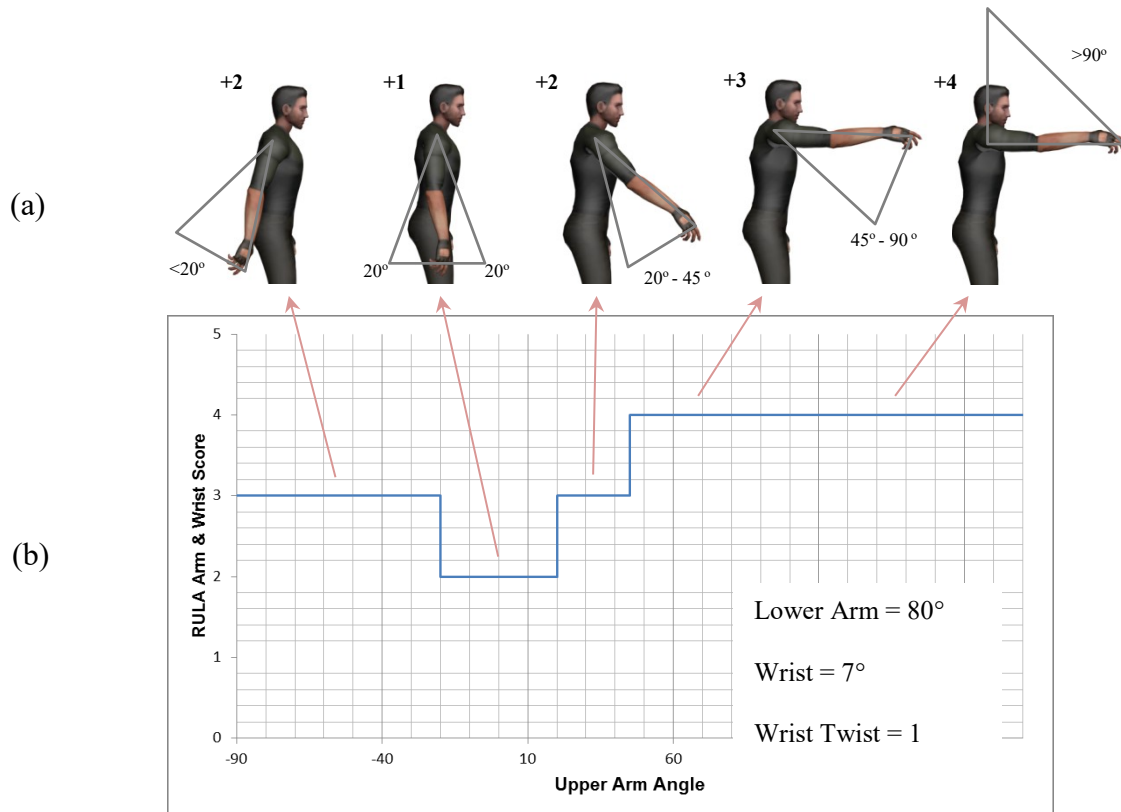 +2
+1
+2
+3
+4
>90º
(a)
<20º
20º
20º
20º - 45 º
45º - 90 º
5
4
3
2
1
0
RULA Arm & Wrist Score
(b)
Lower Arm = 80°
Wrist = 7°
Wrist Twist = 1
-90
-40
10
60
Upper Arm Angle